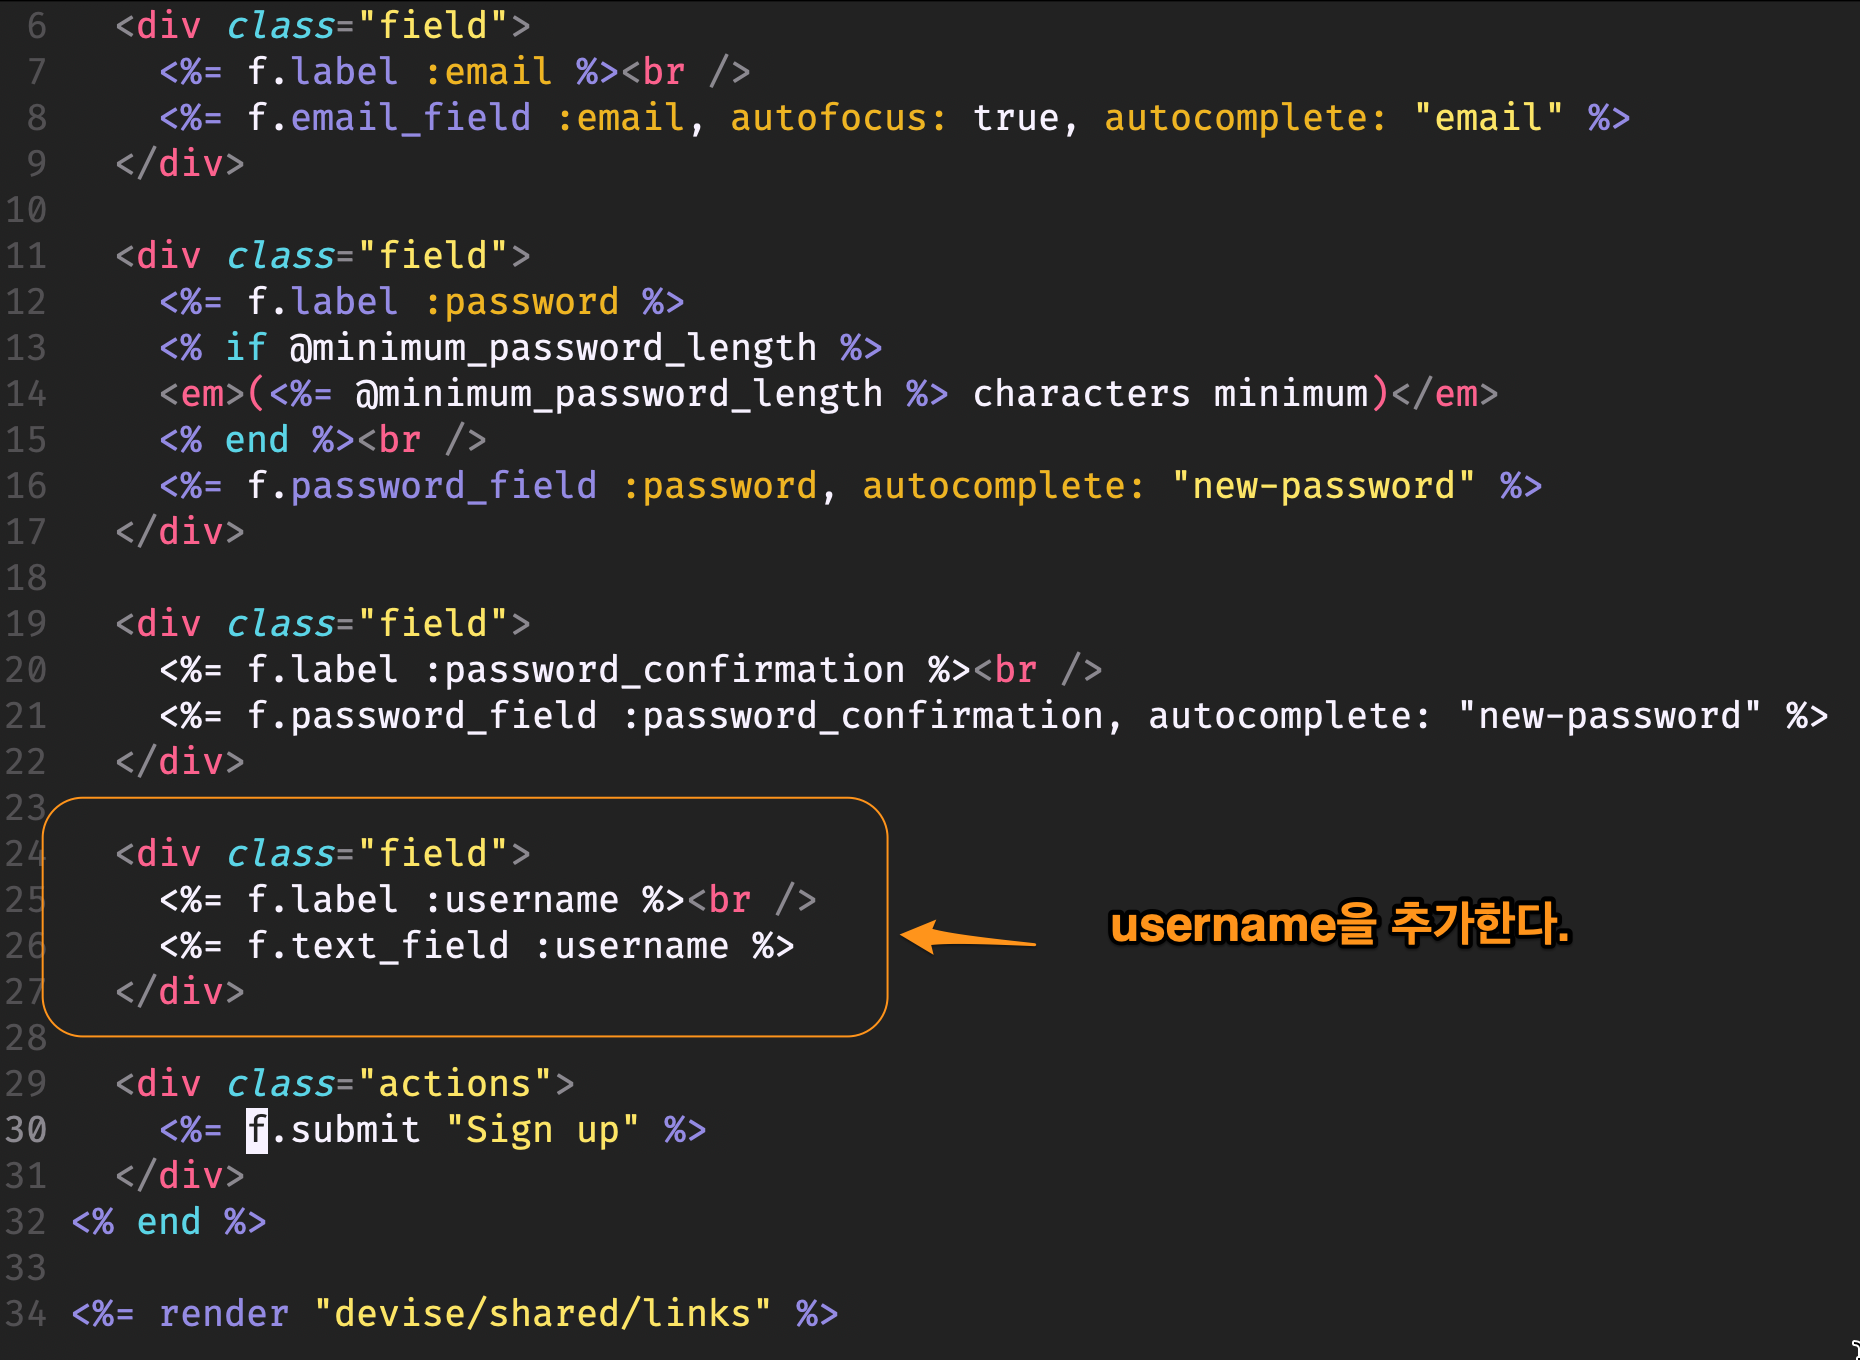 6 <div class="field">
7 <%= f.label :email %><br />
8 <%= f.email_field :email, autofocus: true, autocomplete: "email" %>
9 </div>
10
11 <div class="field">
12 <%= f.label :password %>
13 <% if @minimum_password_length %>
14 <em>(<%= @minimum_password_length %> characters minimum)</em>
15 <% end %><br />
16 <%= f.password_field :password, autocomplete: "new-password" %>
17 </div>
18
19 <div class="field">
20 <%= f.label :password_confirmation %><br />
21 <%= f.password_field :password_confirmation, autocomplete: "new-password" %>
22 </div>
23
24 <div class="field">
25 <%= f.label :username %><br />
26 <%= f.text_field :username %>
username을 추가한다.
27 </div>
28
29 <div class="actions">
30 <%= f.submit "Sign up" %>
31 </div>
32 <% end %>
33
34 <%= render "devise/shared/links" %>